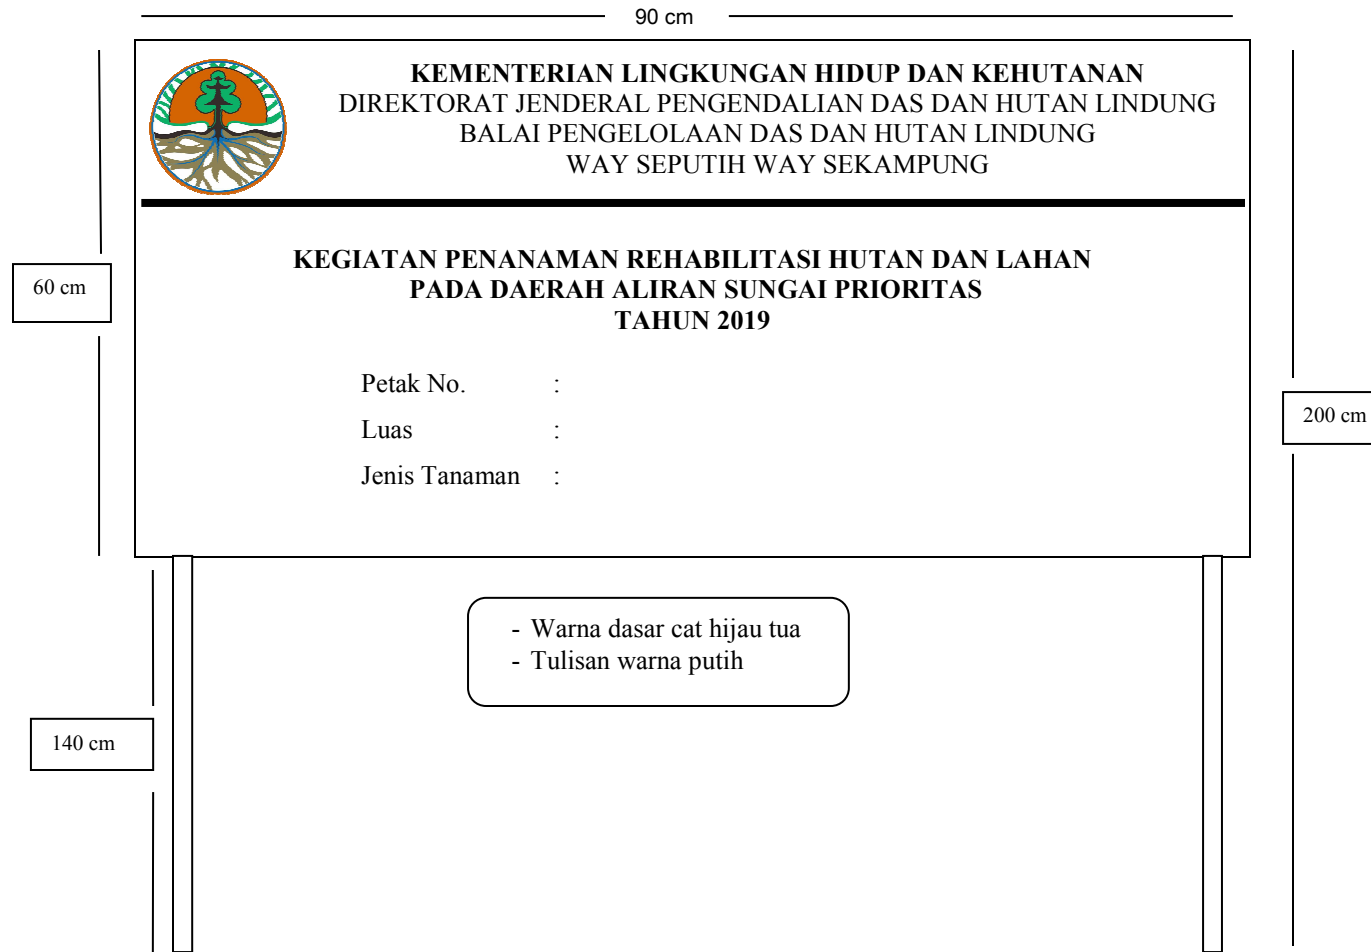 90 cm
KEMENTERIAN LINGKUNGAN HIDUP DAN KEHUTANAN
DIREKTORAT JENDERAL PENGENDALIAN DAS DAN HUTAN LINDUNG
BALAI PENGELOLAAN DAS DAN HUTAN LINDUNG
WAY SEPUTIH WAY SEKAMPUNG
KEGIATAN PENANAMAN REHABILITASI HUTAN DAN LAHAN
PADA DAERAH ALIRAN SUNGAI PRIORITAS
TAHUN 2019
60 cm
Petak No. :
Luas :
Jenis Tanaman :
200 cm
- Warna dasar cat hijau tua
- Tulisan warna putih
140 cm